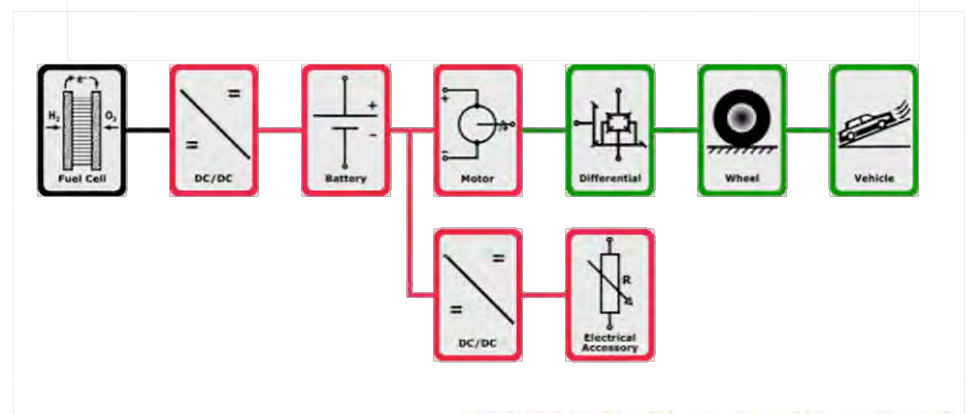 e⁻
H₂
O₂
Fuel Cell
=
=
DC/DC
+
−
Battery
+
−
Motor
Differential
Wheel
Vehicle
=
=
DC/DC
R
Electrical
Accessory